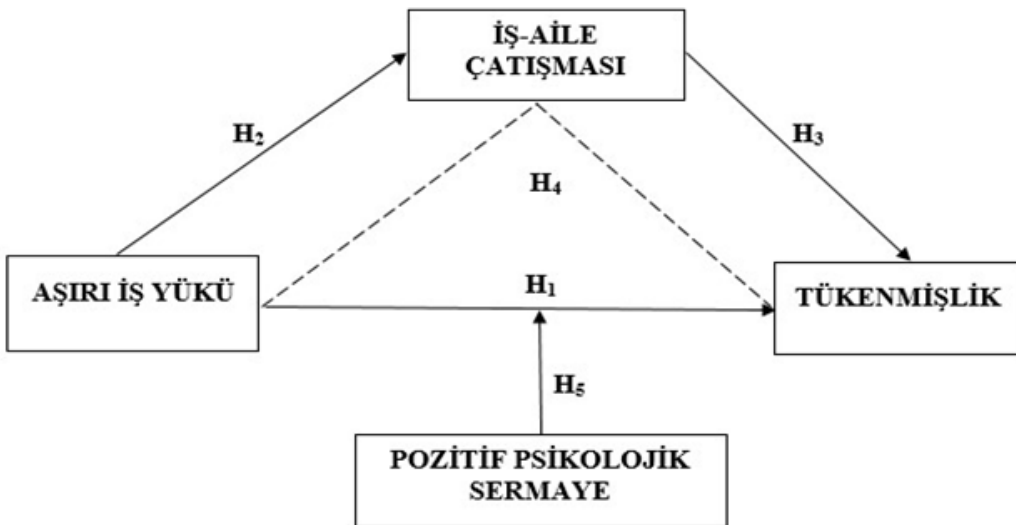 İŞ-AİLE
ÇATIŞMASI
H₂
H₃
H₄
AŞIRI İŞ YÜKÜ
H₁
TÜKENMİŞLİK
H₅
POZİTİF PSİKOLOJİK
SERMAYE